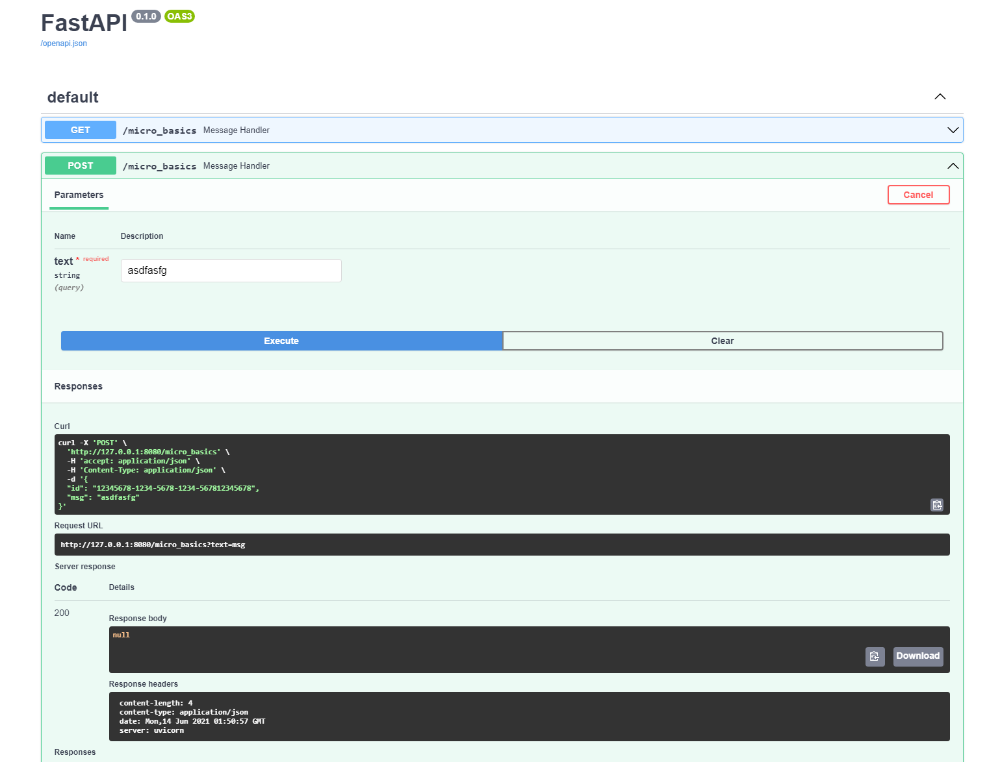 FastAPI 0.1.0 OAS3
/openapi.json
default
GET /micro_basics Message Handler
POST /micro_basics Message Handler
Parameters Cancel
Name Description
text * required asdfasfg
string
(query)
Execute Clear
Responses
Curl
curl -X 'POST' \
  'http://127.0.0.1:8080/micro_basics' \
  -H 'accept: application/json' \
  -H 'Content-Type: application/json' \
  -d '{
  "id": "12345678-1234-5678-1234-567812345678",
  "msg": "asdfasfg"
}'
Request URL
http://127.0.0.1:8080/micro_basics?text=msg
Server response
Code Details
200
Response body
null
Download
Response headers
content-length: 4
content-type: application/json
date: Mon,14 Jun 2021 01:50:57 GMT
server: uvicorn
Responses